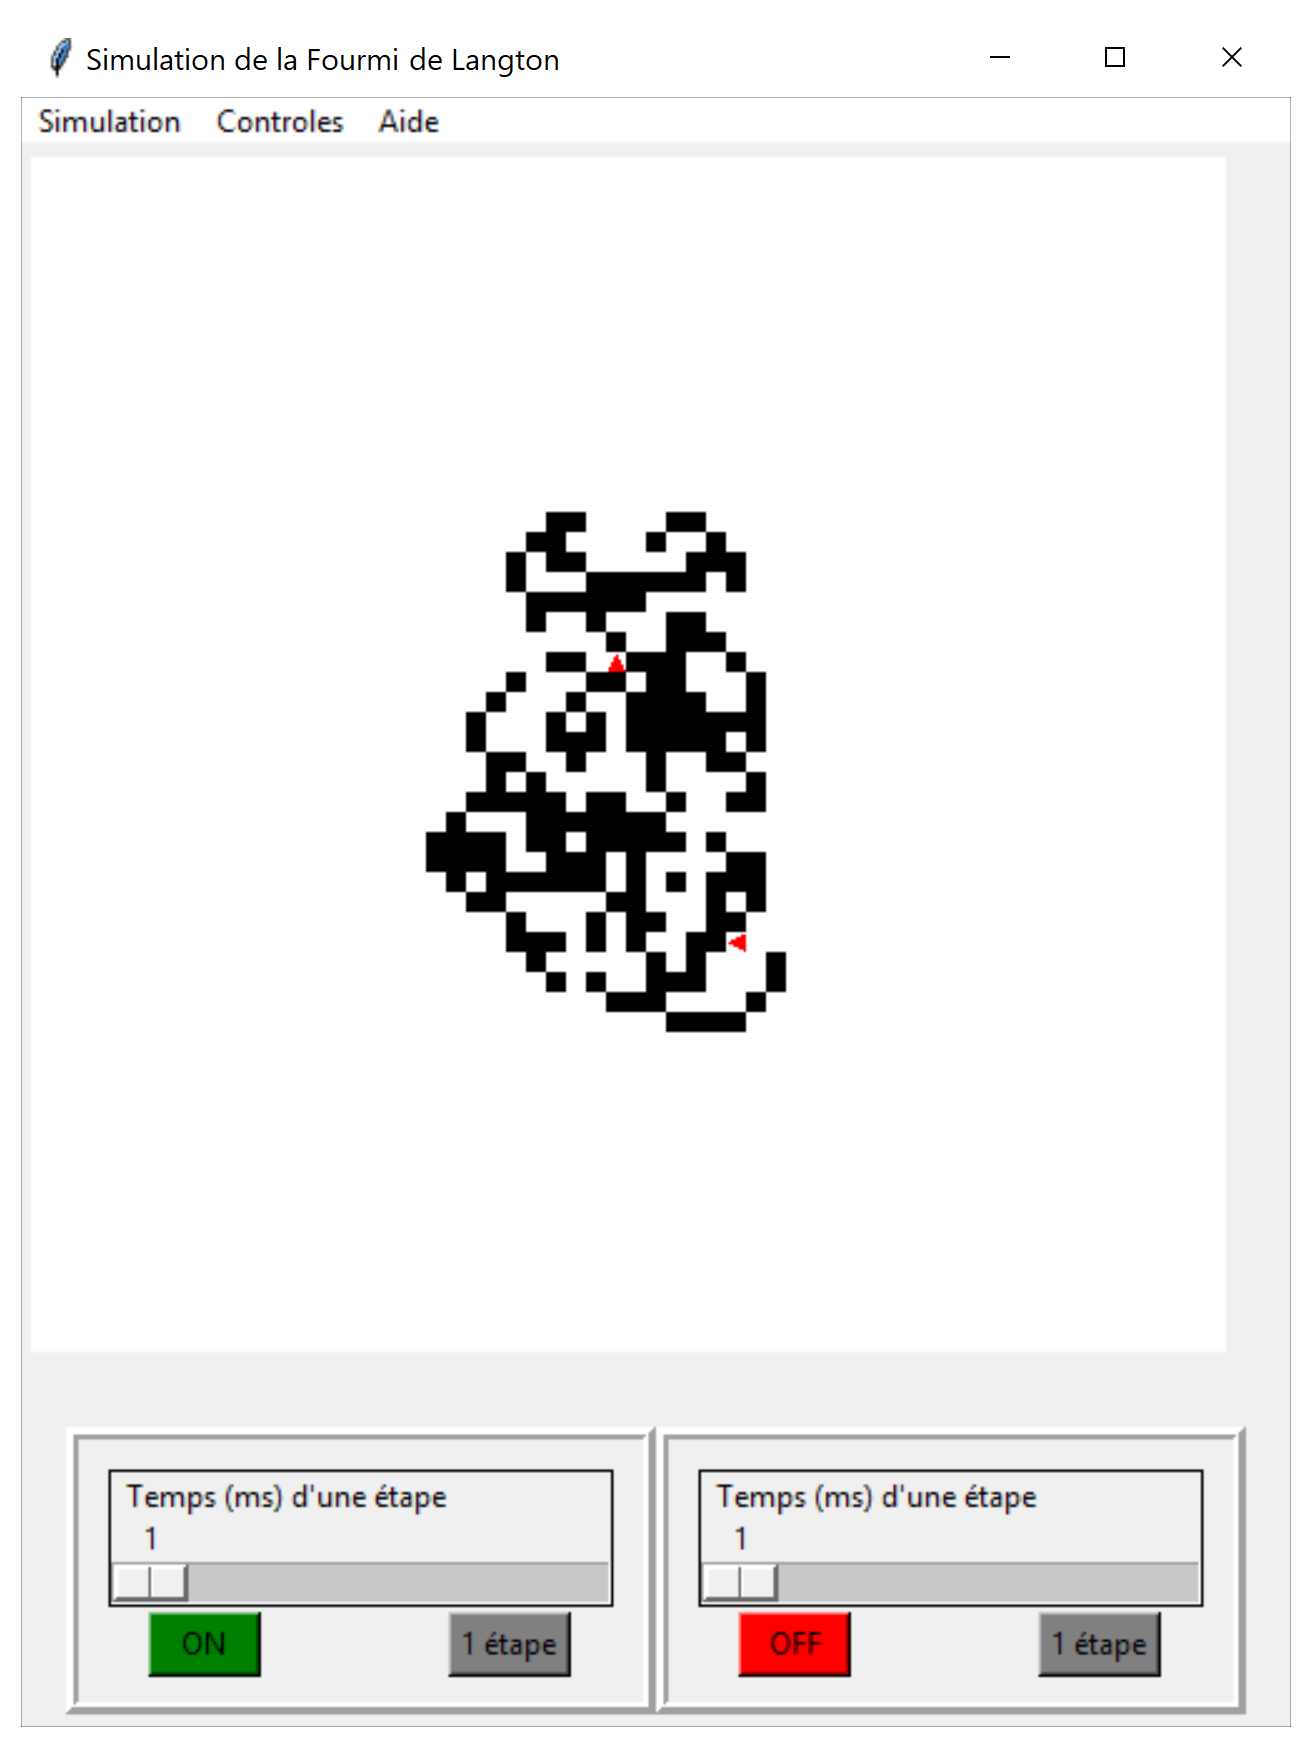 Simulation de la Fourmi de Langton
Simulation Controles Aide
Temps (ms) d'une étape
1
ON 1 étape
Temps (ms) d'une étape
1
OFF 1 étape